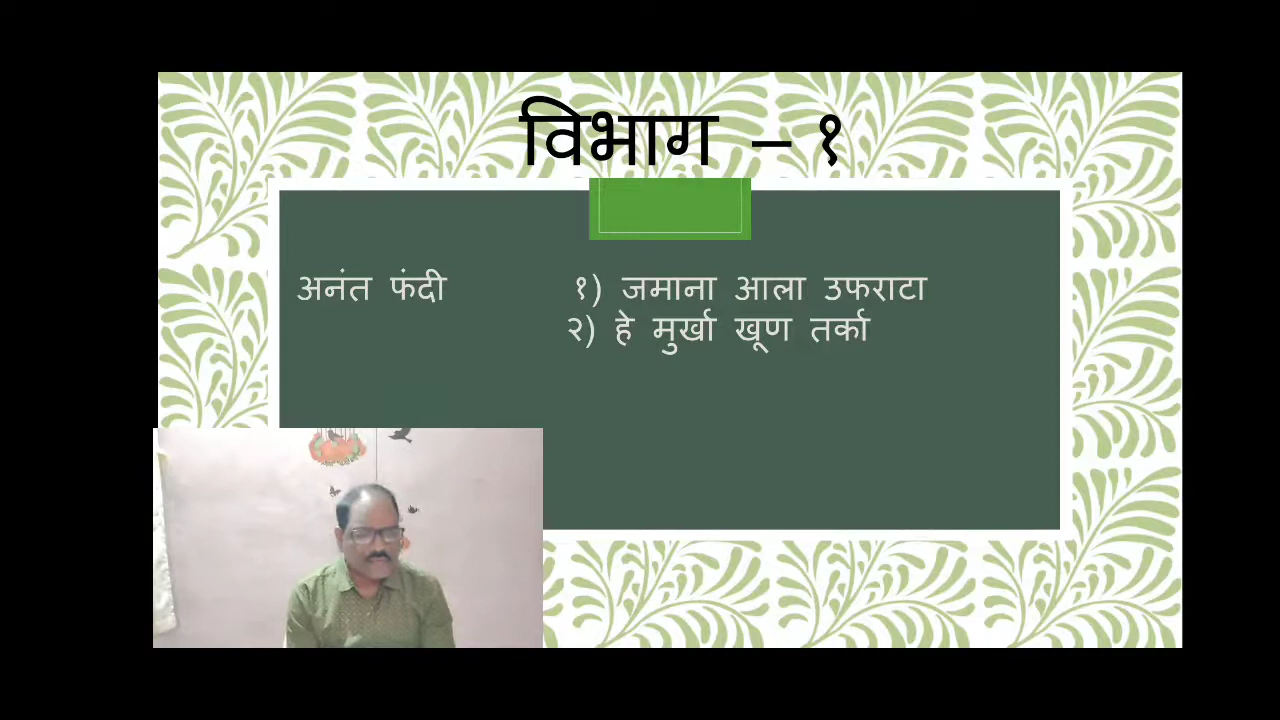 विभाग – १
अनंत फंदी १) जमाना आला उफराटा
२) हे मुर्खा खूण तर्का